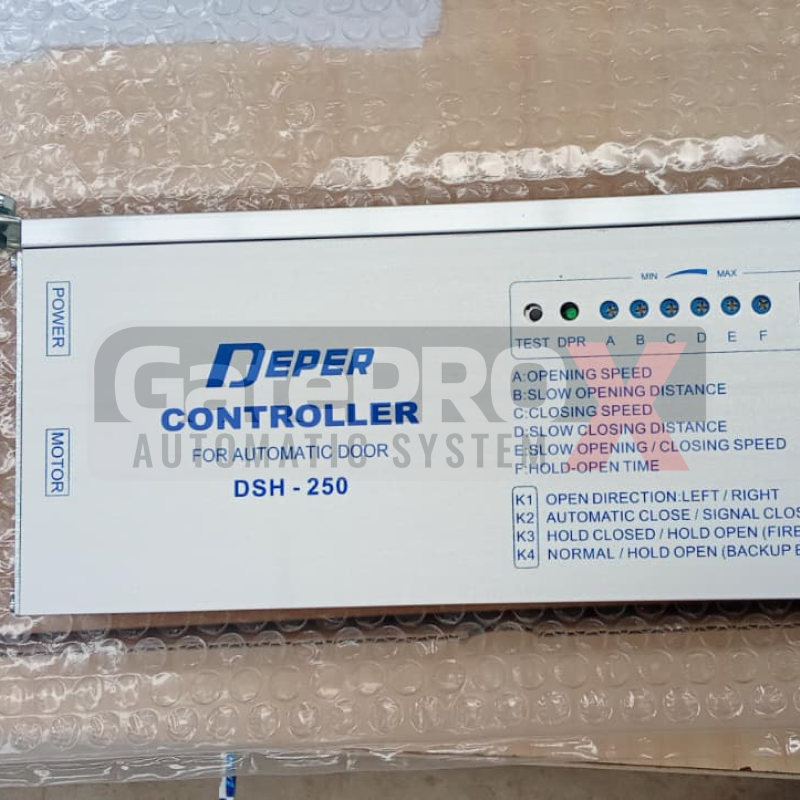 POWER
MOTOR
DEPER
CONTROLLER
FOR AUTOMATIC DOOR
DSH - 250
GatePROX
AUTOMATIC SYSTEM
MIN MAX
TEST DPR A B C D E F
A:OPENING SPEED
B:SLOW OPENING DISTANCE
C:CLOSING SPEED
D:SLOW CLOSING DISTANCE
E:SLOW OPENING / CLOSING SPEED
F:HOLD-OPEN TIME
K1 OPEN DIRECTION:LEFT / RIGHT
K2 AUTOMATIC CLOSE / SIGNAL CLOS
K3 HOLD CLOSED / HOLD OPEN (FIRE
K4 NORMAL / HOLD OPEN (BACKUP